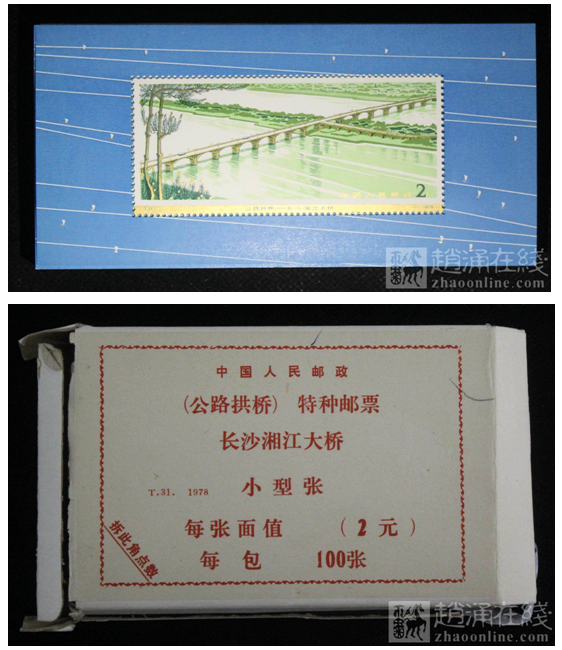 2
趙涌在綫
zhaoonline.com
中国人民邮政
(公路拱桥) 特种邮票
长沙湘江大桥
T.31. 1978 小型张
每张面值 (2元)
每包 100张
拆此角点数
趙涌在綫
zhaoonline.com